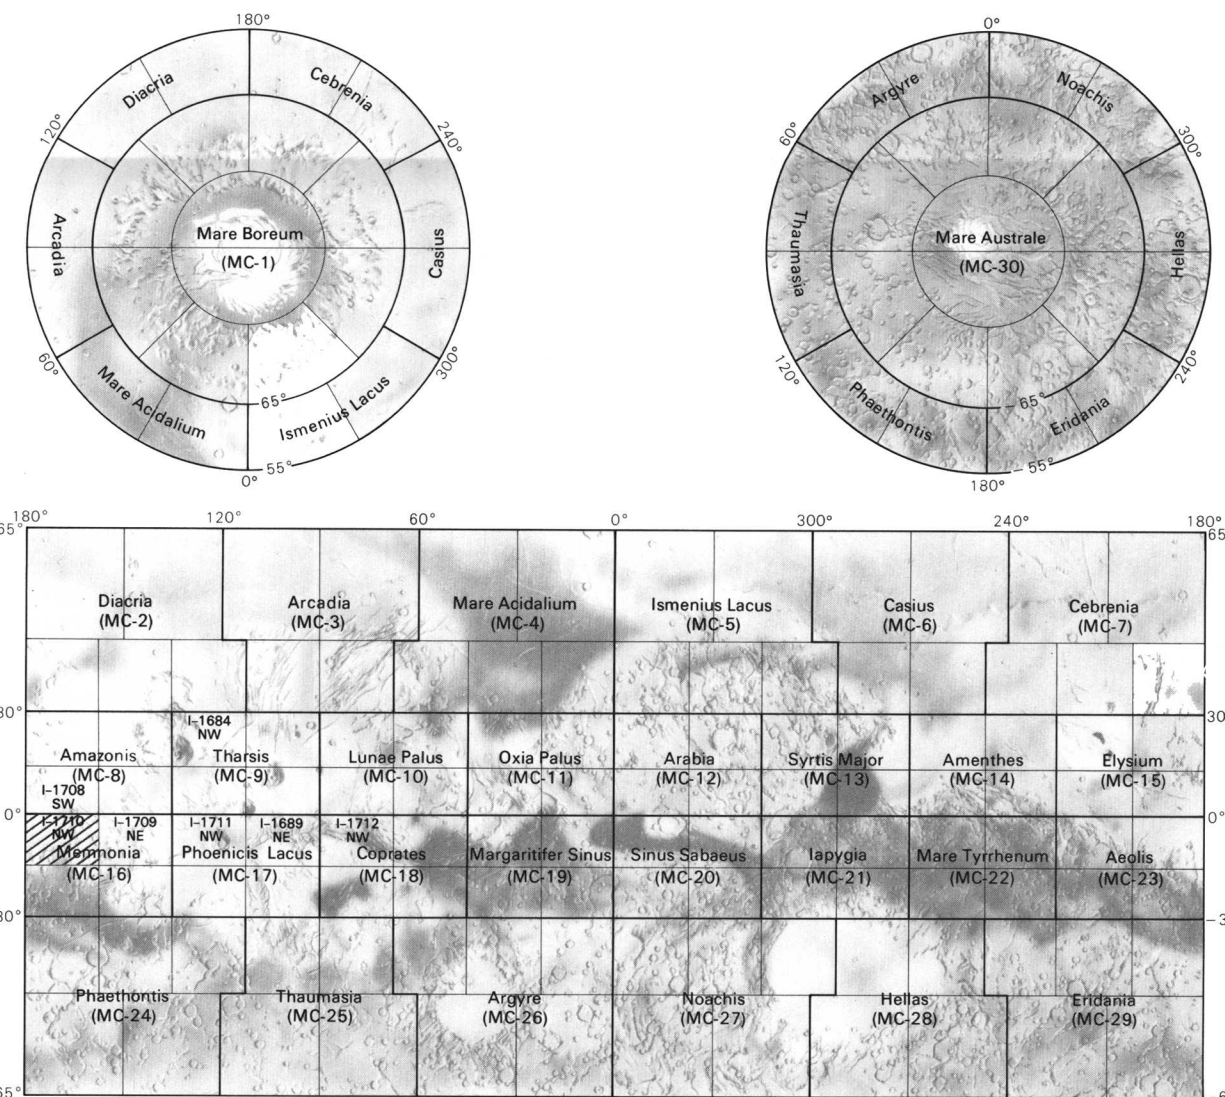 180°
Diacria
Cebrenia
120°
240°
Arcadia
Mare Boreum
(MC-1)
Casius
60°
300°
Mare Acidalium
65°
Ismenius Lacus
55°
0°
0°
Argyre
Noachis
60°
300°
Thaumasia
Mare Australe
(MC-30)
Hellas
120°
240°
Phaethontis
-65°
Eridania
-55°
180°
180° 120° 60° 0° 300° 240° 180°
65° 65
Diacria
(MC-2)
Arcadia
(MC-3)
Mare Acidalium
(MC-4)
Ismenius Lacus
(MC-5)
Casius
(MC-6)
Cebrenia
(MC-7)
30° 30
I-1684
NW
Amazonis
(MC-8)
Tharsis
(MC-9)
Lunae Palus
(MC-10)
Oxia Palus
(MC-11)
Arabia
(MC-12)
Syrtis Major
(MC-13)
Amenthes
(MC-14)
Elysium
(MC-15)
I-1708
SW
0° 0°
I-1710
NW
I-1709
NE
I-1711
NW
I-1689
NE
I-1712
NW
Memnonia
(MC-16)
Phoenicis Lacus
(MC-17)
Coprates
(MC-18)
Margaritifer Sinus
(MC-19)
Sinus Sabaeus
(MC-20)
Iapygia
(MC-21)
Mare Tyrrhenum
(MC-22)
Aeolis
(MC-23)
30° -3
Phaethontis
(MC-24)
Thaumasia
(MC-25)
Argyre
(MC-26)
Noachis
(MC-27)
Hellas
(MC-28)
Eridania
(MC-29)
65°